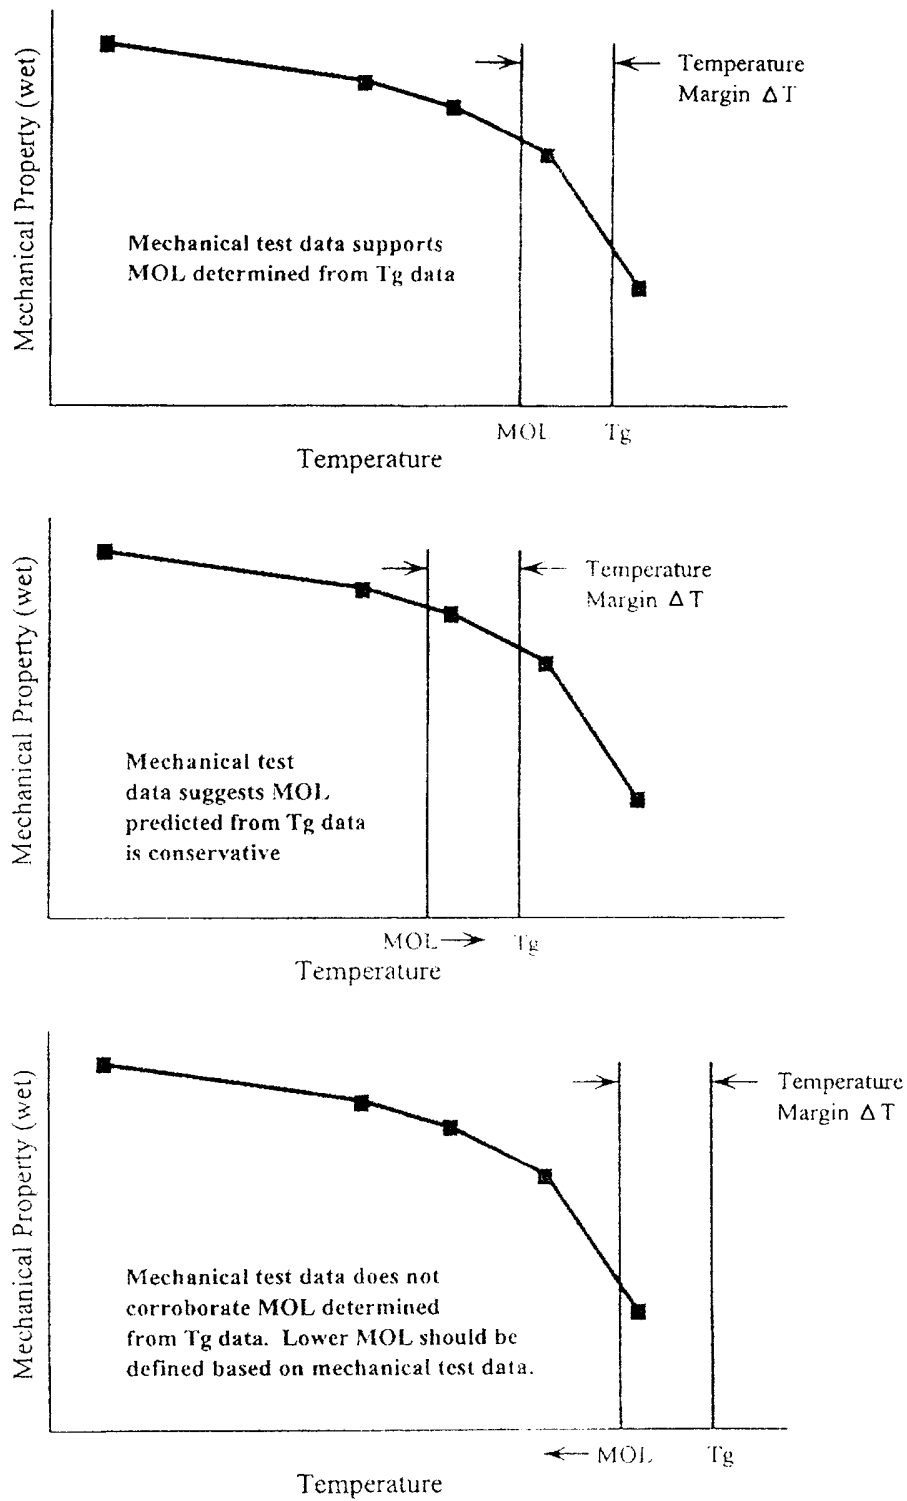 Mechanical Property (wet)
Temperature
Margin ΔT
Mechanical test data supports
MOL determined from Tg data
MOL
Tg
Temperature
Mechanical Property (wet)
Temperature
Margin ΔT
Mechanical test
data suggests MOL
predicted from Tg data
is conservative
MOL
Tg
Temperature
Mechanical Property (wet)
Temperature
Margin ΔT
Mechanical test data does not
corroborate MOL determined
from Tg data. Lower MOL should be
defined based on mechanical test data.
MOL
Tg
Temperature